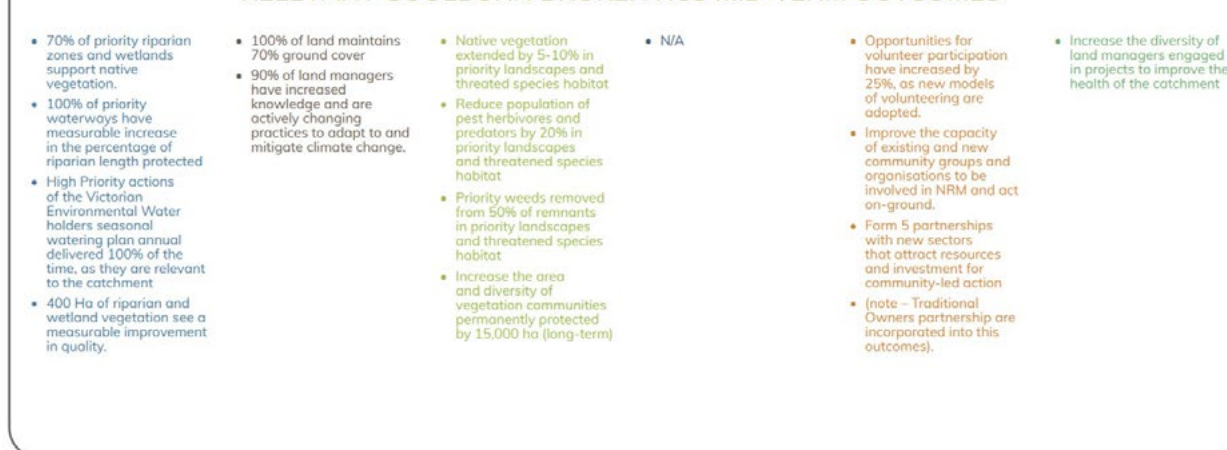 • 70% of priority riparian
zones and wetlands
support native
vegetation.
• 100% of priority
waterways have
measurable increase
in the percentage of
riparian length protected
• High Priority actions
of the Victorian
Environmental Water
holders seasonal
watering plan annual
delivered 100% of the
time, as they are relevant
to the catchment
• 400 Ha of riparian and
wetland vegetation see a
measurable improvement
in quality.
• 100% of land maintains
70% ground cover
• 90% of land managers
have increased
knowledge and are
actively changing
practices to adapt to and
mitigate climate change.
• Native vegetation
extended by 5-10% in
priority landscapes and
threated species habitat
• Reduce population of
pest herbivores and
predators by 20% in
priority landscapes
and threatened species
habitat
• Priority weeds removed
from 50% of remnants
in priority landscapes
and threatened species
habitat
• Increase the area
and diversity of
vegetation communities
permanently protected
by 15,000 ha (long-term)
• N/A
• Opportunities for
volunteer participation
have increased by
25%, as new models
of volunteering are
adopted.
• Improve the capacity
of existing and new
community groups and
organisations to be
involved in NRM and act
on-ground.
• Form 5 partnerships
with new sectors
that attract resources
and investment for
community-led action
• (note – Traditional
Owners partnership are
incorporated into this
outcomes).
• Increase the diversity of
land managers engaged
in projects to improve the
health of the catchment